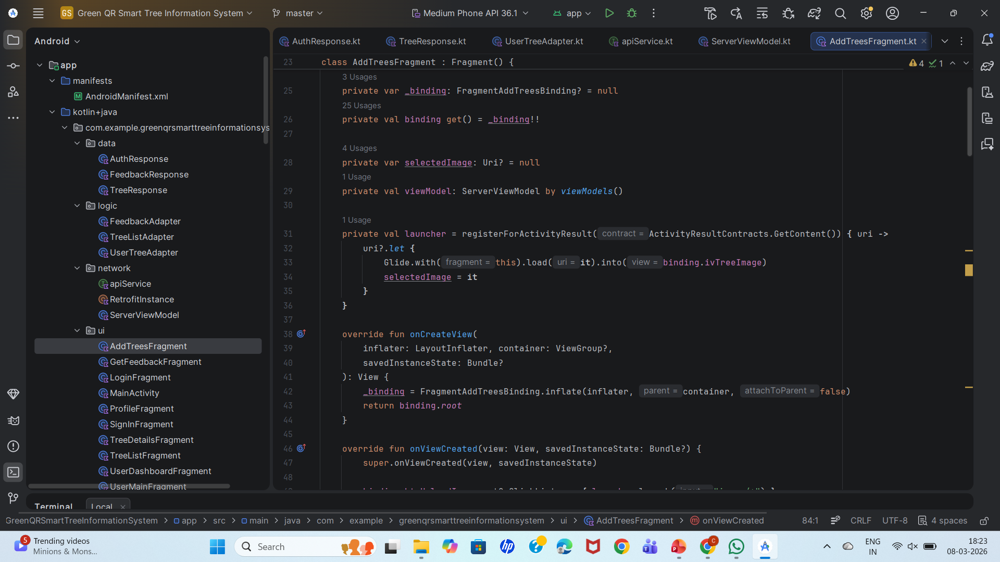 GS Green QR Smart Tree Information System master Medium Phone API 36.1 app
Android
app
manifests
AndroidManifest.xml
kotlin+java
com.example.greenqrsmarttreeinformationsys
data
AuthResponse
FeedbackResponse
TreeResponse
logic
FeedbackAdapter
TreeListAdapter
UserTreeAdapter
network
apiService
RetrofitInstance
ServerViewModel
ui
AddTreesFragment
GetFeedbackFragment
LoginFragment
MainActivity
ProfileFragment
SignInFragment
TreeDetailsFragment
TreeListFragment
UserDashboardFragment
UserMainFragment
AuthResponse.kt TreeResponse.kt UserTreeAdapter.kt apiService.kt ServerViewModel.kt AddTreesFragment.kt
23 class AddTreesFragment : Fragment() { 4 1
3 Usages
25 private var _binding: FragmentAddTreesBinding? = null
25 Usages
26 private val binding get() = _binding!!
27
4 Usages
28 private var selectedImage: Uri? = null
1 Usage
29 private val viewModel: ServerViewModel by viewModels()
30
1 Usage
31 private val launcher = registerForActivityResult( contract = ActivityResultContracts.GetContent()) { uri ->
32 uri?.let {
33 Glide.with( fragment = this).load( uri = it).into( view = binding.ivTreeImage)
34 selectedImage = it
35 }
36 }
37
38 override fun onCreateView(
39 inflater: LayoutInflater, container: ViewGroup?,
40 savedInstanceState: Bundle?
41 ): View {
42 _binding = FragmentAddTreesBinding.inflate(inflater, parent = container, attachToParent = false)
43 return binding.root
44 }
45
46 override fun onViewCreated(view: View, savedInstanceState: Bundle?) {
47 super.onViewCreated(view, savedInstanceState)
48
Terminal Local
GreenQRSmartTreeInformationSystem > app > src > main > java > com > example > greenqrsmarttreeinformationsystem > ui > AddTreesFragment > onViewCreated 84:1 CRLF UTF-8 4 spaces
5 Trending videos
Minions & Mons...
Search
ENG
IN
18:23
08-03-2026